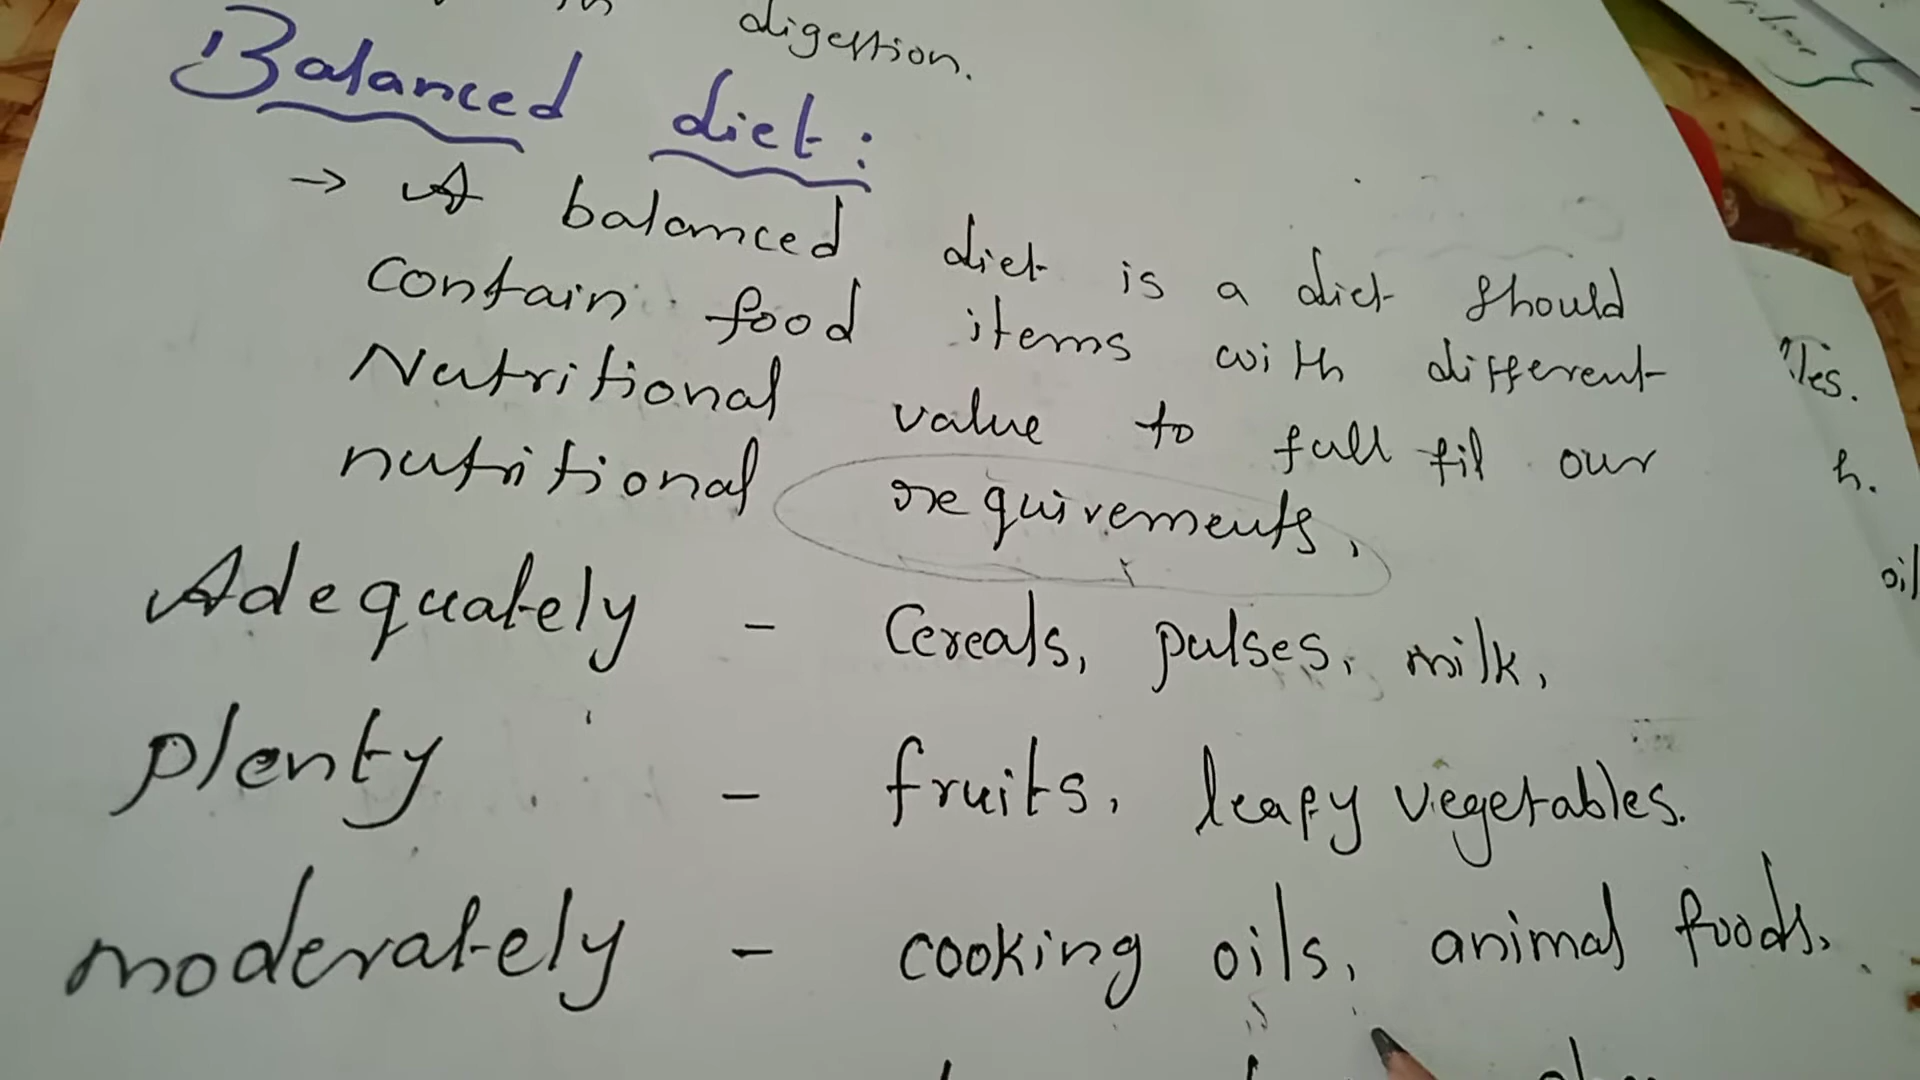 digestion.
Balanced diet:
→ A balanced diet is a diet should
contain food items with different
Nutritional value to full fil our
nutritional requirements.
Adequately - Cereals, pulses, milk,
plenty - fruits, leafy vegetables.
moderately - cooking oils, animal foods.
h.
oil